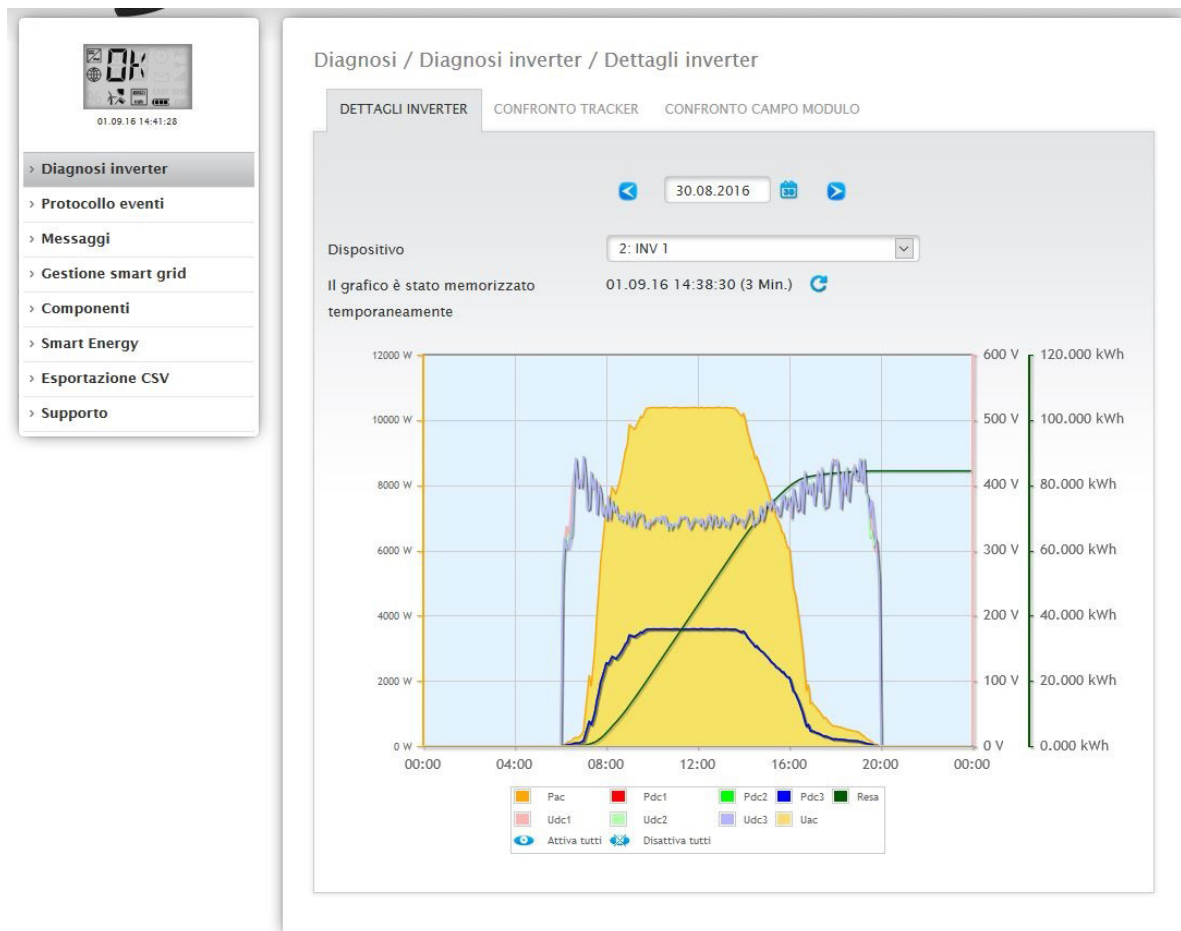 OK
01.09.16 14:41:28
› Diagnosi inverter
› Protocollo eventi
› Messaggi
› Gestione smart grid
› Componenti
› Smart Energy
› Esportazione CSV
› Supporto
Diagnosi / Diagnosi inverter / Dettagli inverter
DETTAGLI INVERTER CONFRONTO TRACKER CONFRONTO CAMPO MODULO
30.08.2016
Dispositivo 2: INV 1
Il grafico è stato memorizzato 01.09.16 14:38:30 (3 Min.)
temporaneamente
12000 W 600 V 120.000 kWh
10000 W 500 V 100.000 kWh
8000 W 400 V 80.000 kWh
6000 W 300 V 60.000 kWh
4000 W 200 V 40.000 kWh
2000 W 100 V 20.000 kWh
0 W 0 V 0.000 kWh
00:00 04:00 08:00 12:00 16:00 20:00 00:00
Pac Pdc1 Pdc2 Pdc3 Resa
Udc1 Udc2 Udc3 Uac
Attiva tutti Disattiva tutti